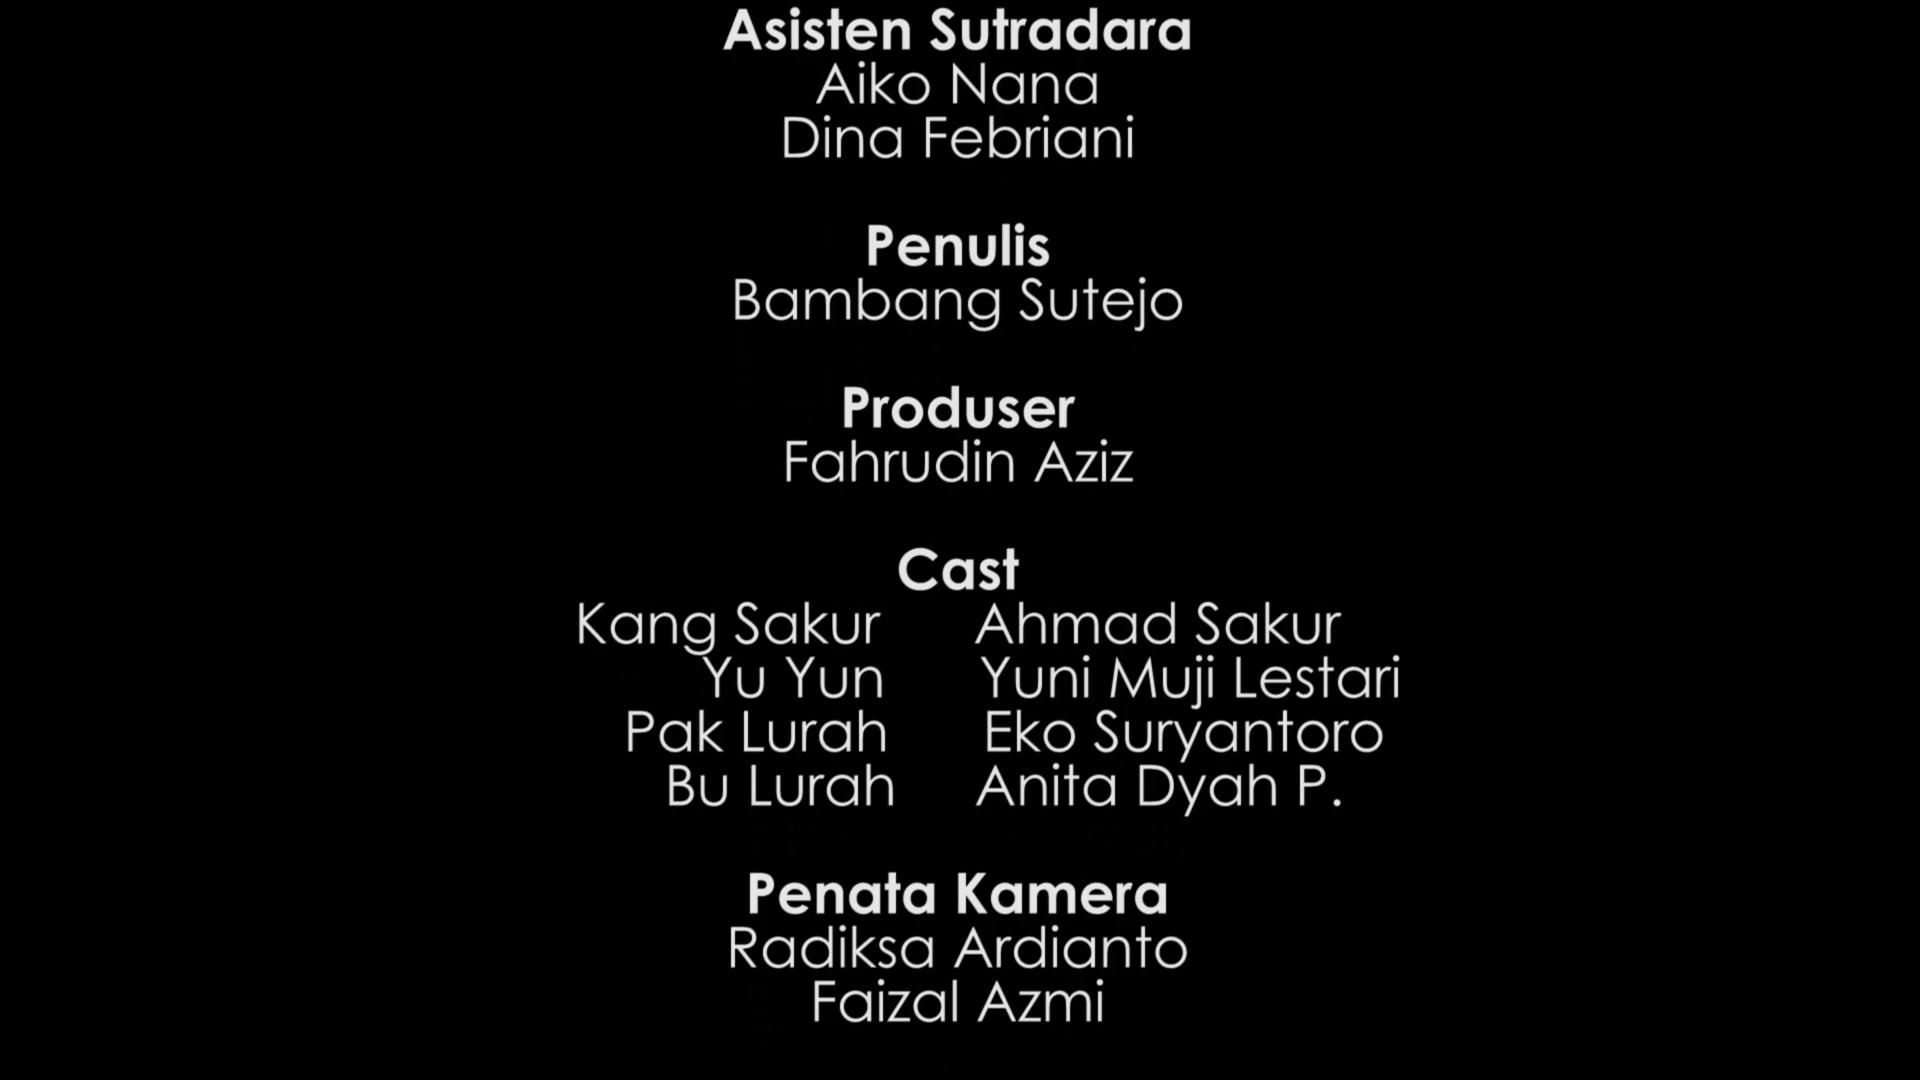 Asisten Sutradara
Aiko Nana
Dina Febriani
Penulis
Bambang Sutejo
Produser
Fahrudin Aziz
Cast
Kang Sakur Ahmad Sakur
Yu Yun Yuni Muji Lestari
Pak Lurah Eko Suryantoro
Bu Lurah Anita Dyah P.
Penata Kamera
Radiksa Ardianto
Faizal Azmi